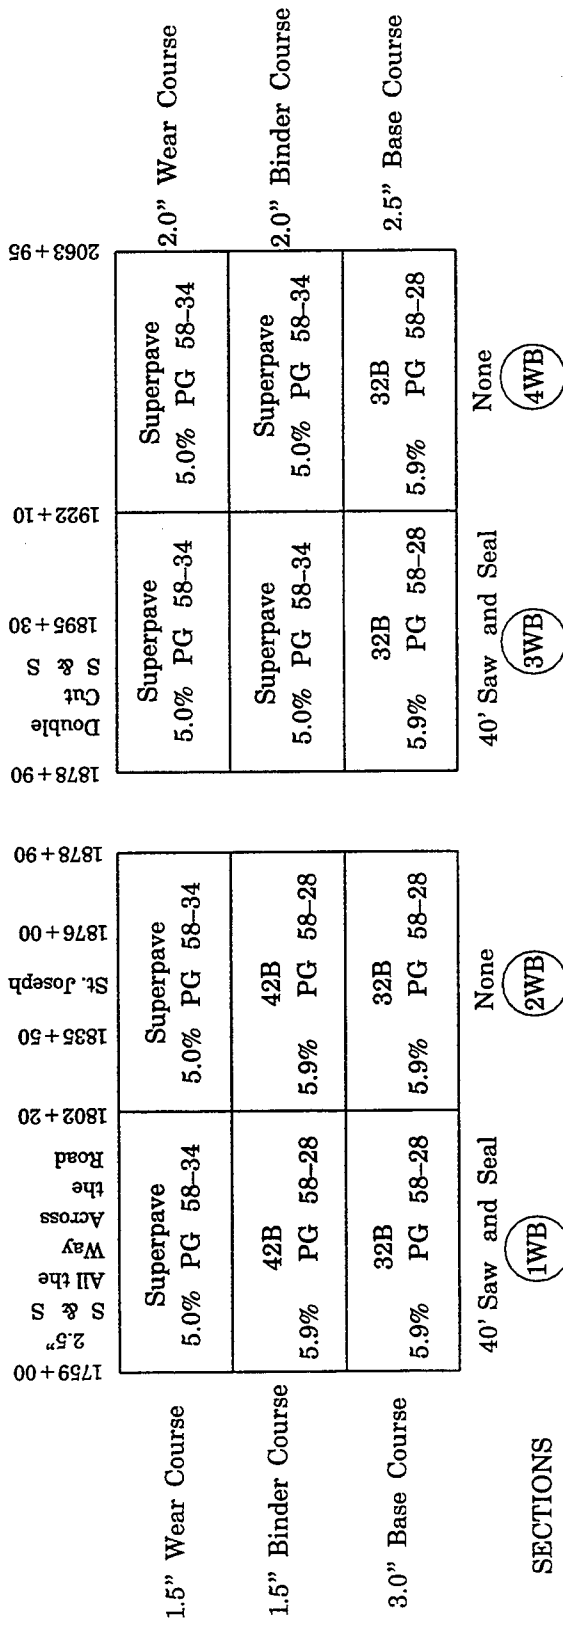 1759+00
2.5"
S & S
All the
Way
Across
the
Road
1802+20
1835+50
St. Joseph
1876+00
1878+90
1878+90
Double
Cut
S & S
1895+30
1922+10
2063+95
1.5" Wear Course
Superpave
5.0% PG 58–34
Superpave
5.0% PG 58–34
Superpave
5.0% PG 58–34
Superpave
5.0% PG 58–34
2.0" Wear Course
1.5" Binder Course
42B
5.9% PG 58–28
42B
5.9% PG 58–28
Superpave
5.0% PG 58–34
Superpave
5.0% PG 58–34
2.0" Binder Course
3.0" Base Course
32B
5.9% PG 58–28
32B
5.9% PG 58–28
32B
5.9% PG 58–28
32B
5.9% PG 58–28
2.5" Base Course
40' Saw and Seal
None
40' Saw and Seal
None
SECTIONS
1WB
2WB
3WB
4WB